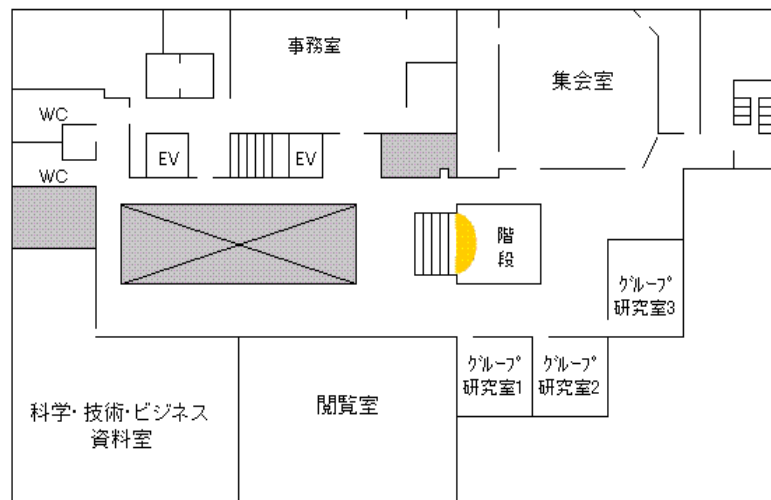 事務室
集会室
WC
EV
EV
WC
階
段
ｸﾞﾙｰﾌﾟ
研究室3
ｸﾞﾙｰﾌﾟ
研究室1
ｸﾞﾙｰﾌﾟ
研究室2
科学・技術・ビジネス
資料室
閲覧室